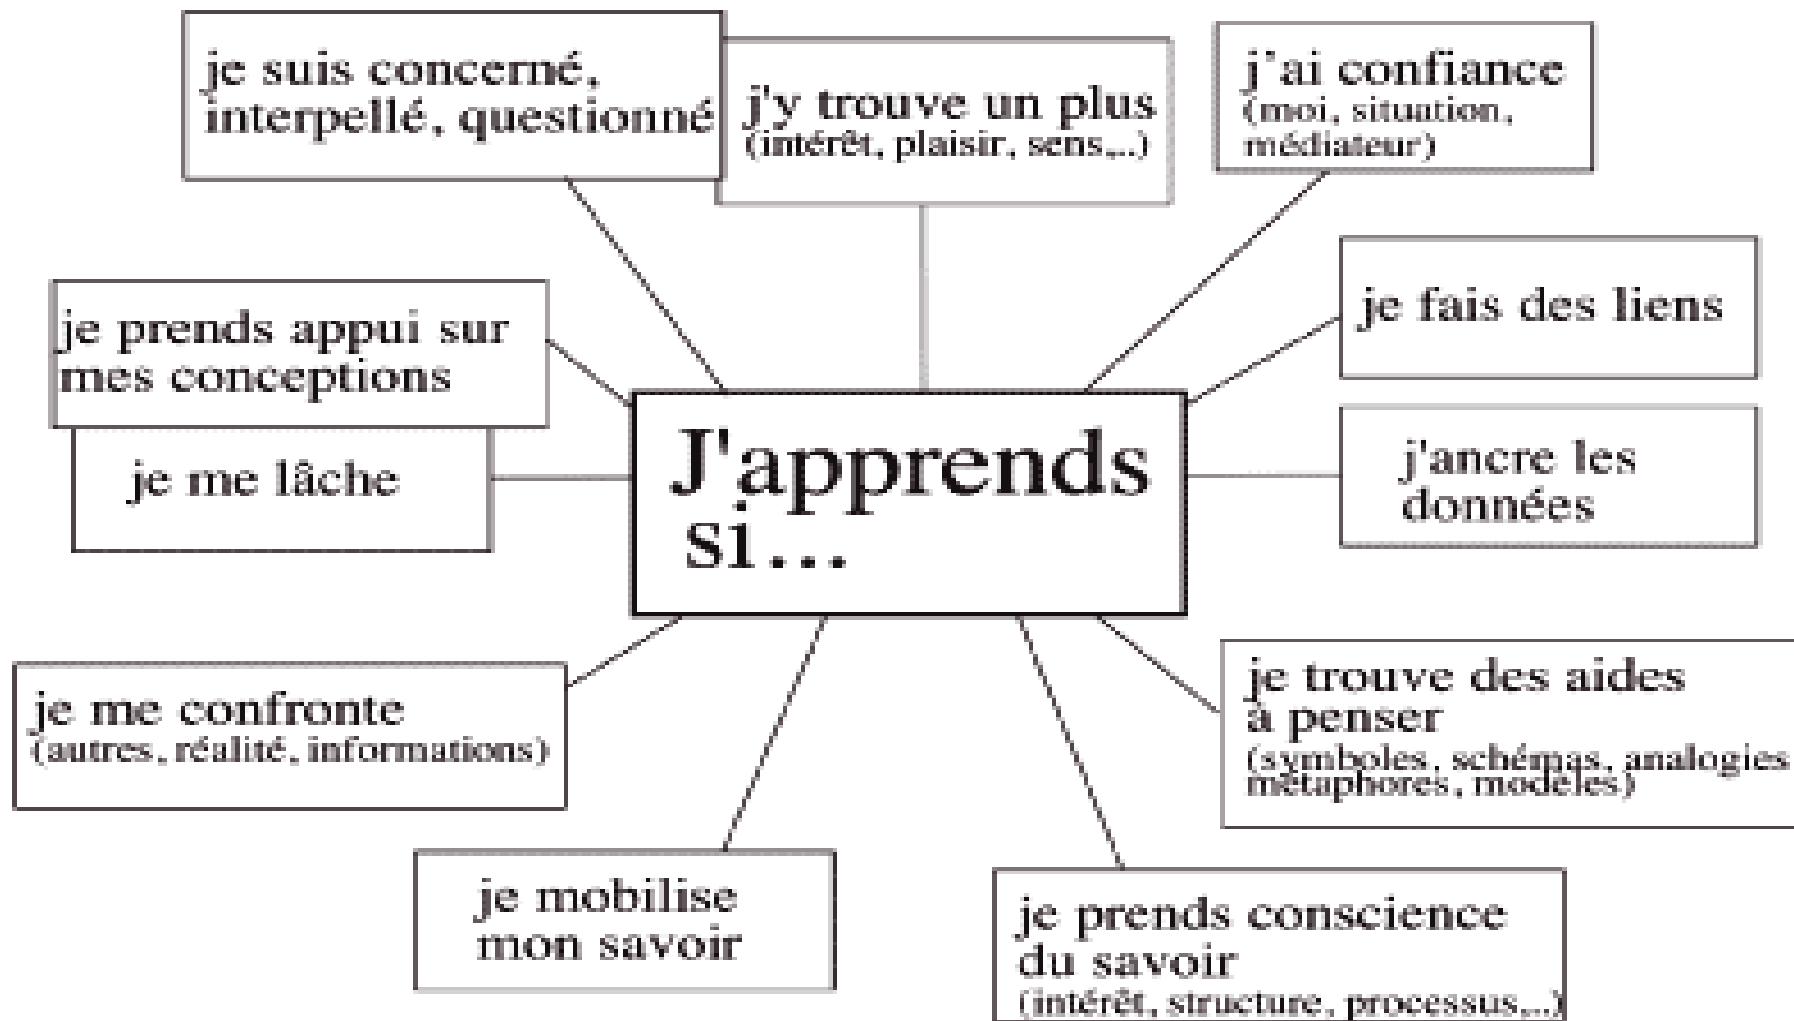 je suis concerné,
interpellé, questionné
j'y trouve un plus
(intérêt, plaisir, sens,..)
j'ai confiance
(moi, situation,
médiateur)
je fais des liens
je prends appui sur
mes conceptions
je me lâche
J'apprends
si...
j'ancre les
données
je me confronte
(autres, réalité, informations)
je trouve des aides
à penser
(symboles, schémas, analogies
métaphores, modèles)
je mobilise
mon savoir
je prends conscience
du savoir
(intérêt, structure, processus,..)